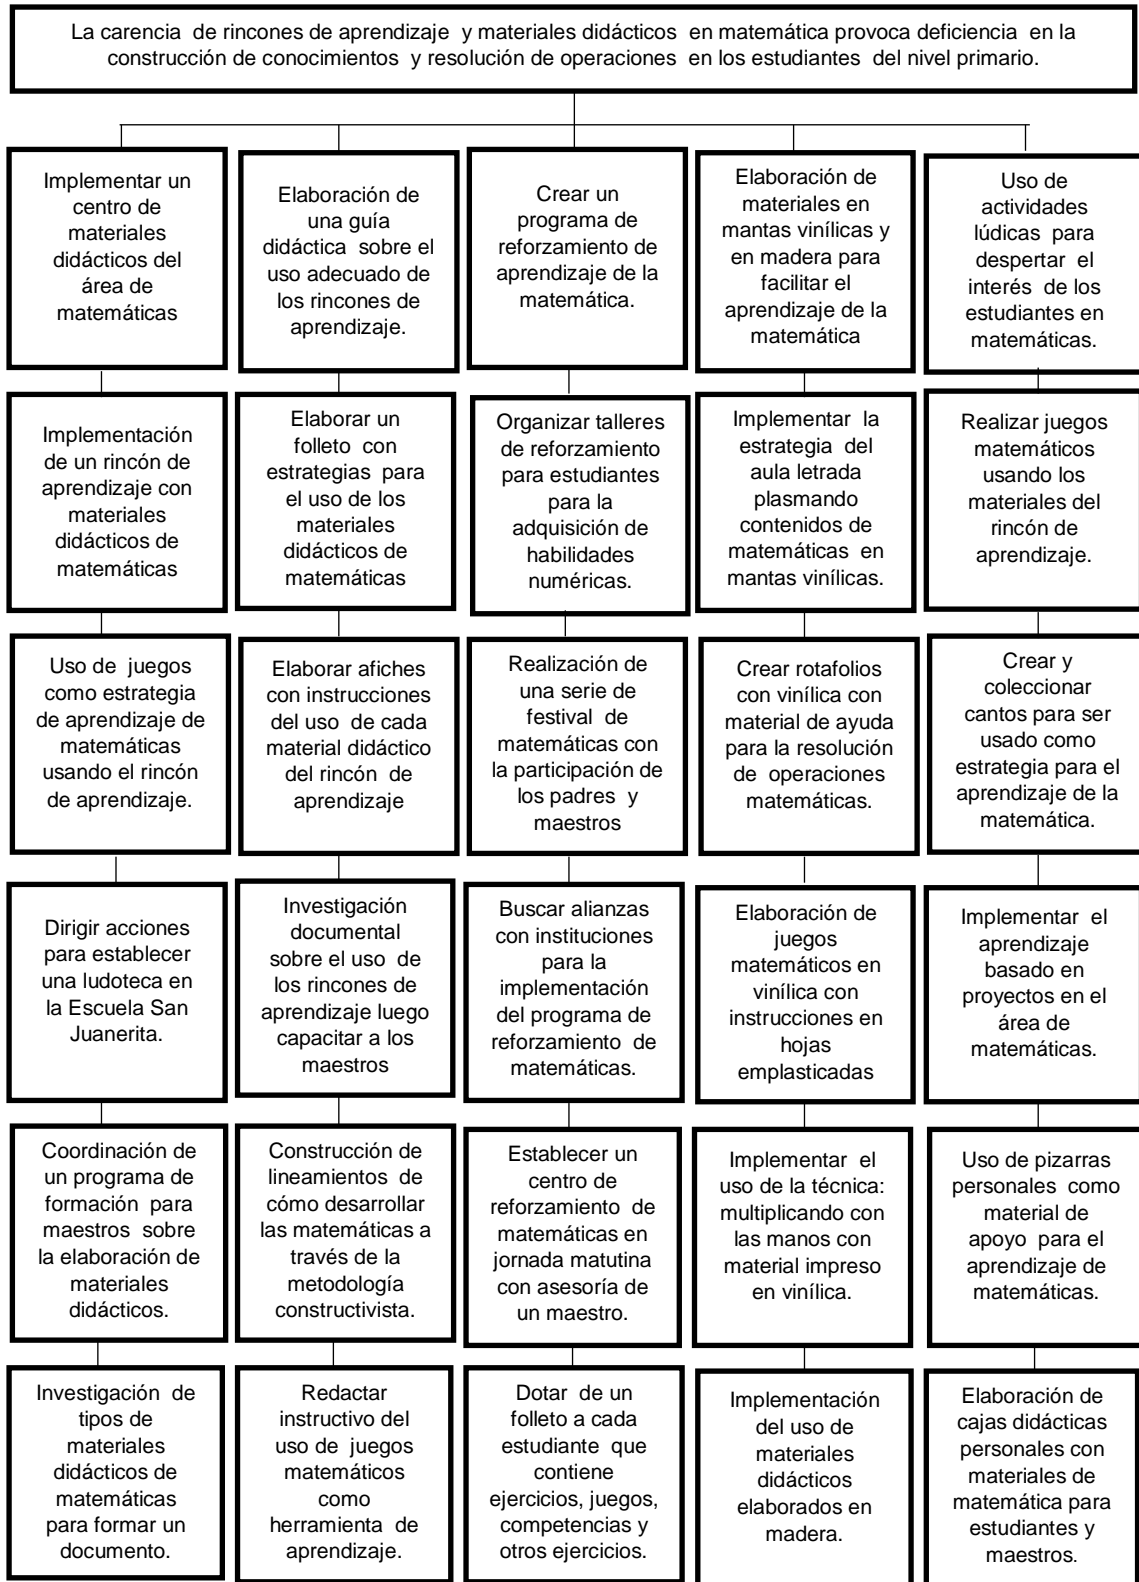 La carencia de rincones de aprendizaje y materiales didácticos en matemática provoca deficiencia en la
construcción de conocimientos y resolución de operaciones en los estudiantes del nivel primario.
Implementar un
centro de
materiales
didácticos del
área de
matemáticas
Elaboración de
una guía
didáctica sobre el
uso adecuado de
los rincones de
aprendizaje.
Crear un
programa de
reforzamiento de
aprendizaje de la
matemática.
Elaboración de
materiales en
mantas vinílicas y
en madera para
facilitar el
aprendizaje de la
matemática
Uso de
actividades
lúdicas para
despertar el
interés de los
estudiantes en
matemáticas.
Implementación
de un rincón de
aprendizaje con
materiales
didácticos de
matemáticas
Elaborar un
folleto con
estrategias para
el uso de los
materiales
didácticos de
matemáticas
Organizar talleres
de reforzamiento
para estudiantes
para la
adquisición de
habilidades
numéricas.
Implementar la
estrategia del
aula letrada
plasmando
contenidos de
matemáticas en
mantas vinílicas.
Realizar juegos
matemáticos
usando los
materiales del
rincón de
aprendizaje.
Uso de juegos
como estrategia
de aprendizaje de
matemáticas
usando el rincón
de aprendizaje.
Elaborar afiches
con instrucciones
del uso de cada
material didáctico
del rincón de
aprendizaje
Realización de
una serie de
festival de
matemáticas con
la participación de
los padres y
maestros
Crear rotafolios
con vinílica con
material de ayuda
para la resolución
de operaciones
matemáticas.
Crear y
coleccionar
cantos para ser
usado como
estrategia para el
aprendizaje de la
matemática.
Dirigir acciones
para establecer
una ludoteca en
la Escuela San
Juanerita.
Investigación
documental
sobre el uso de
los rincones de
aprendizaje luego
capacitar a los
maestros
Buscar alianzas
con instituciones
para la
implementación
del programa de
reforzamiento de
matemáticas.
Elaboración de
juegos
matemáticos en
vinílica con
instrucciones en
hojas
emplasticadas
Implementar el
aprendizaje
basado en
proyectos en el
área de
matemáticas.
Coordinación de
un programa de
formación para
maestros sobre
la elaboración de
materiales
didácticos.
Construcción de
lineamientos de
cómo desarrollar
las matemáticas a
través de la
metodología
constructivista.
Establecer un
centro de
reforzamiento de
matemáticas en
jornada matutina
con asesoría de
un maestro.
Implementar el
uso de la técnica:
multiplicando con
las manos con
material impreso
en vinílica.
Uso de pizarras
personales como
material de
apoyo para el
aprendizaje de
matemáticas.
Investigación de
tipos de
materiales
didácticos de
matemáticas
para formar un
documento.
Redactar
instructivo del
uso de juegos
matemáticos
como
herramienta de
aprendizaje.
Dotar de un
folleto a cada
estudiante que
contiene
ejercicios, juegos,
competencias y
otros ejercicios.
Implementación
del uso de
materiales
didácticos
elaborados en
madera.
Elaboración de
cajas didácticas
personales con
materiales de
matemática para
estudiantes y
maestros.